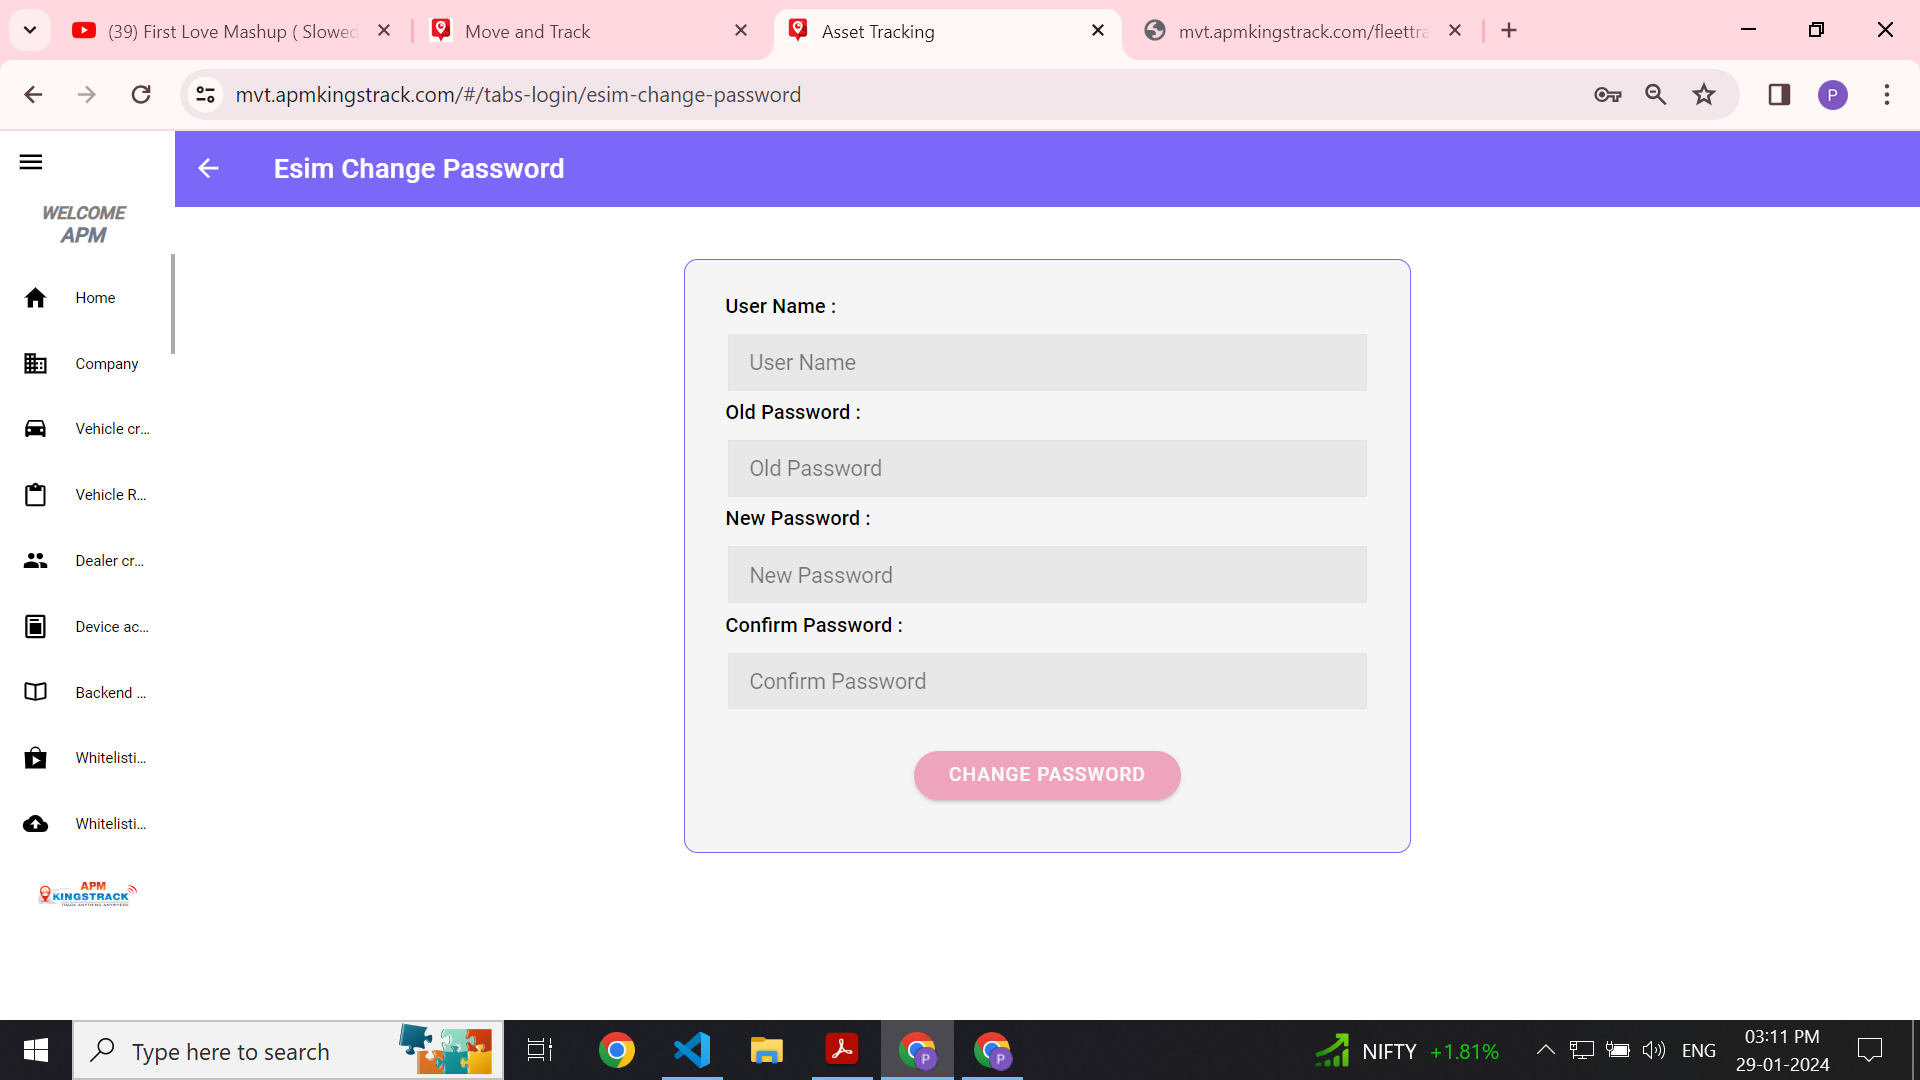 (39) First Love Mashup ( Slowed
Move and Track
Asset Tracking
mvt.apmkingstrack.com/fleettra
mvt.apmkingstrack.com/#/tabs-login/esim-change-password
P
Esim Change Password
WELCOME
APM
Home
Company
Vehicle cr...
Vehicle R...
Dealer cr...
Device ac...
Backend ...
Whitelisti...
Whitelisti...
APM
KINGSTRACK
TRACK ANYTHING ANYWHERE
User Name :
User Name
Old Password :
Old Password
New Password :
New Password
Confirm Password :
Confirm Password
CHANGE PASSWORD
Type here to search
P
P
NIFTY +1.81%
ENG
03:11 PM
29-01-2024